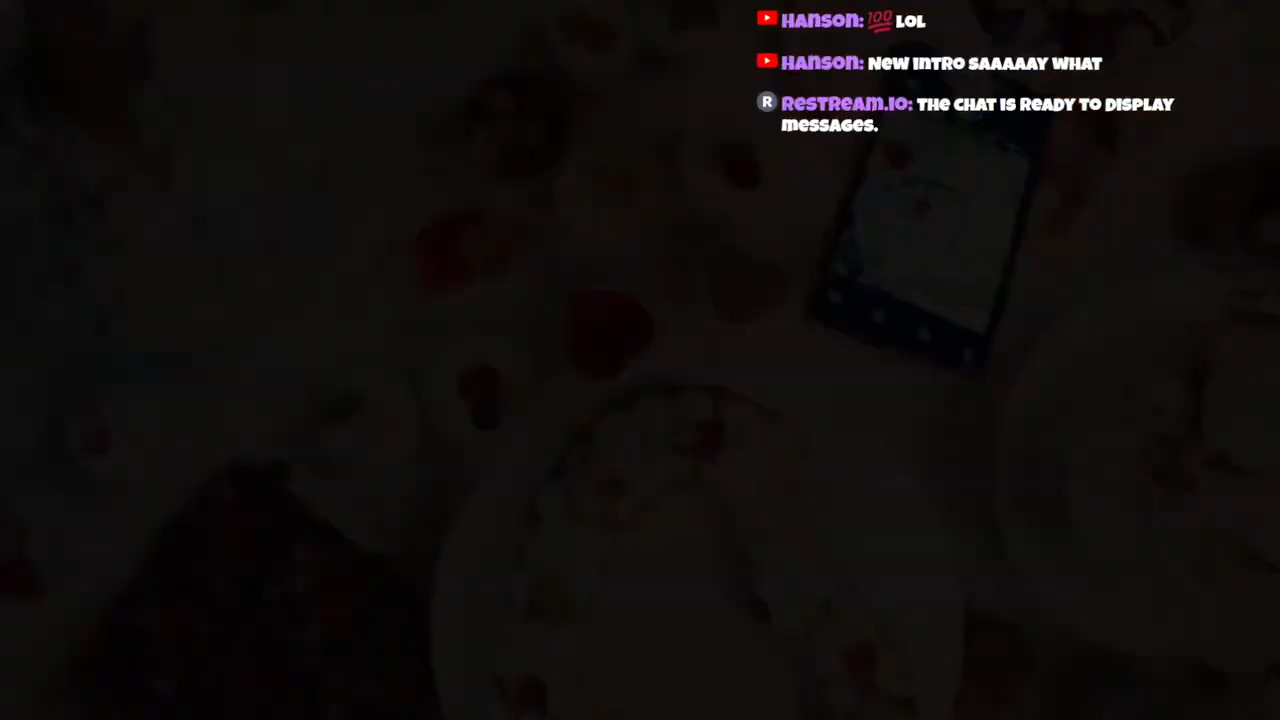 Hanson: 💯 LOL
Hanson: New intro saaaaay what
R Restream.io: The chat is ready to display
messages.